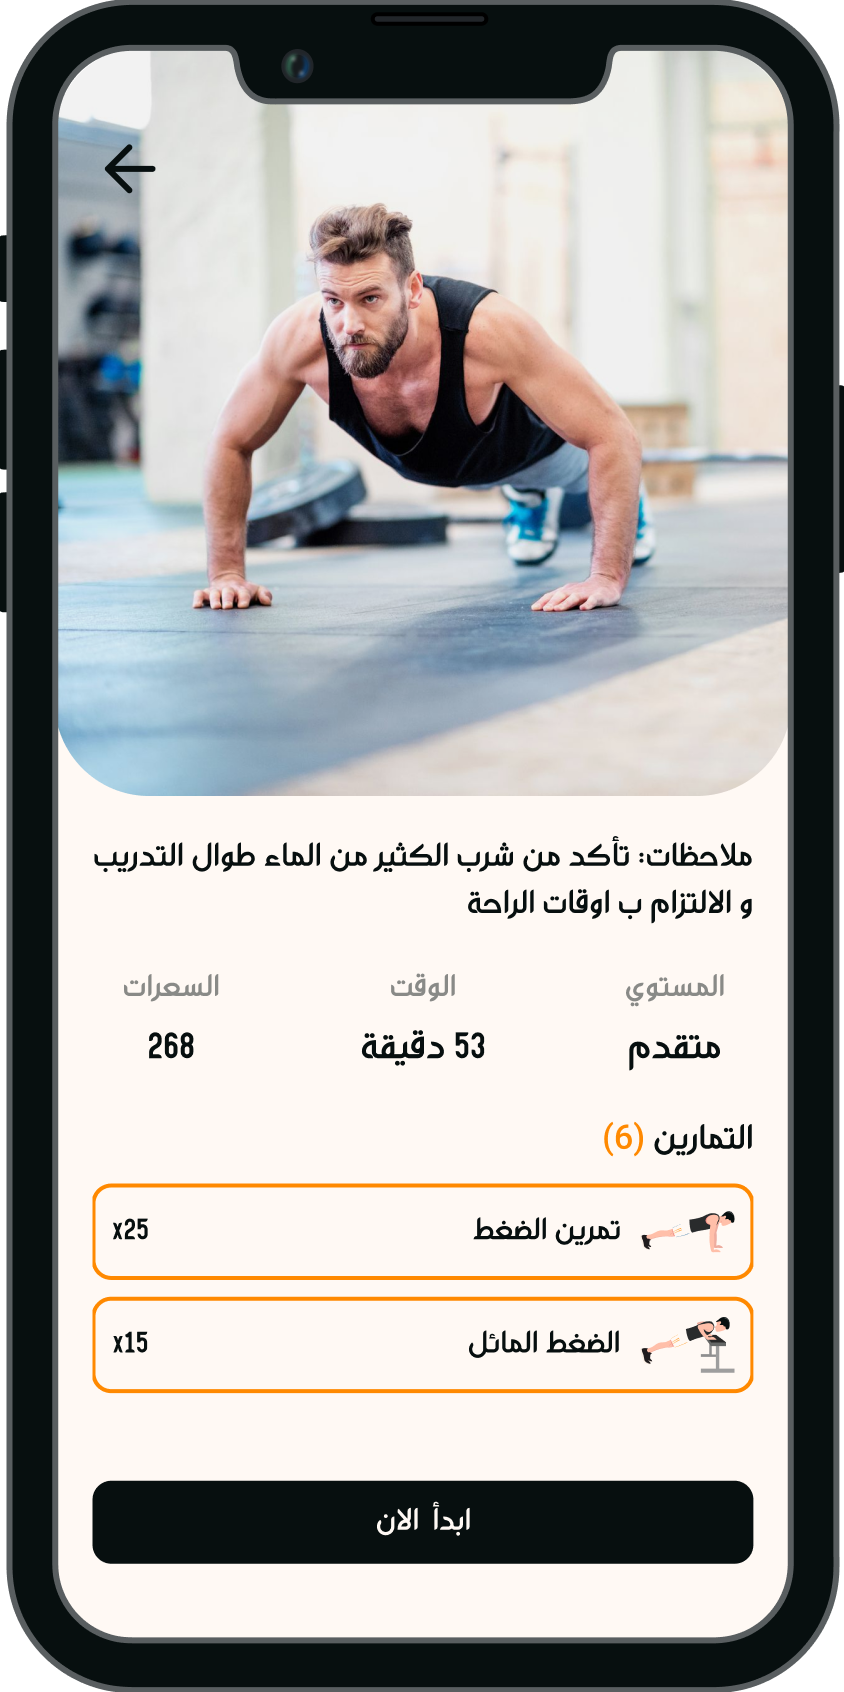 ملاحظات: تأكد من شرب الكثير من الماء طوال التدريب
و الالتزام ب اوقات الراحة
المستوي الوقت السعرات
متقدم 53 دقيقة 268
التمارين (6)
تمرين الضغط x25
الضغط المائل x15
ابدأ الان